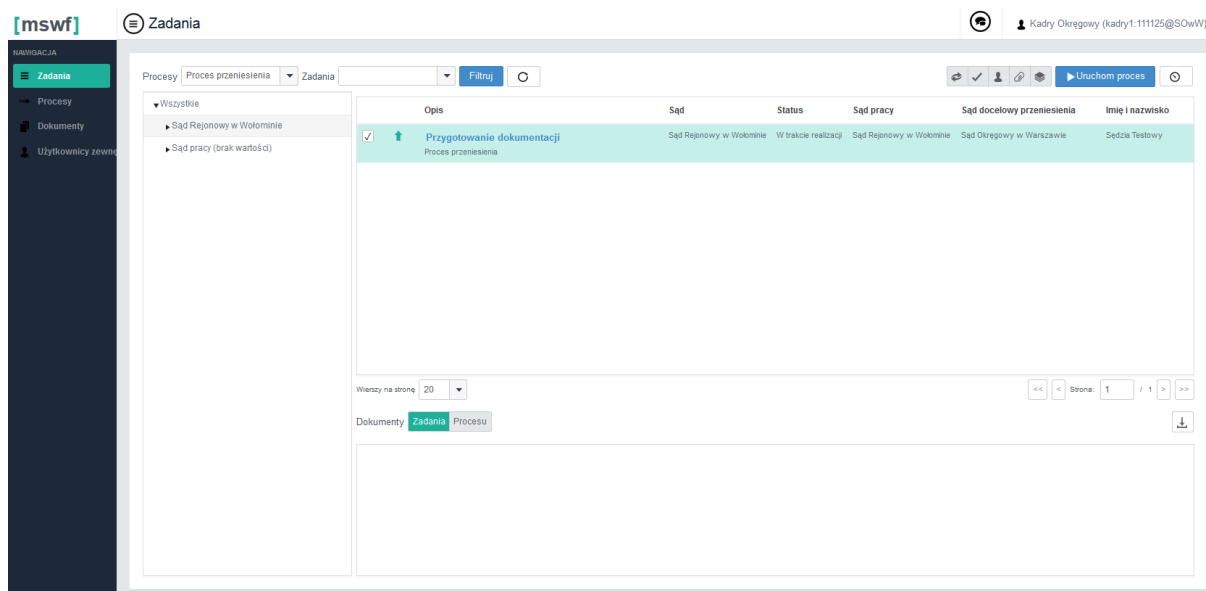 [mswf]
Zadania
Kadry Okręgowy (kadry1:111125@SOwW)
NAWIGACJA
Zadania
Procesy
Dokumenty
Użytkownicy zewnę
Procesy Proces przeniesienia Zadania Filtruj Uruchom proces
Wszystkie
Sąd Rejonowy w Wołominie
Sąd pracy (brak wartości)
Opis Sąd Status Sąd pracy Sąd docelowy przeniesienia Imię i nazwisko
Przygotowanie dokumentacji Sąd Rejonowy w Wołominie W trakcie realizacji Sąd Rejonowy w Wołominie Sąd Okręgowy w Warszawie Sędzia Testowy
Proces przeniesienia
Wierszy na stronę 20 << < Strona: 1 / 1 > >>
Dokumenty Zadania Procesu